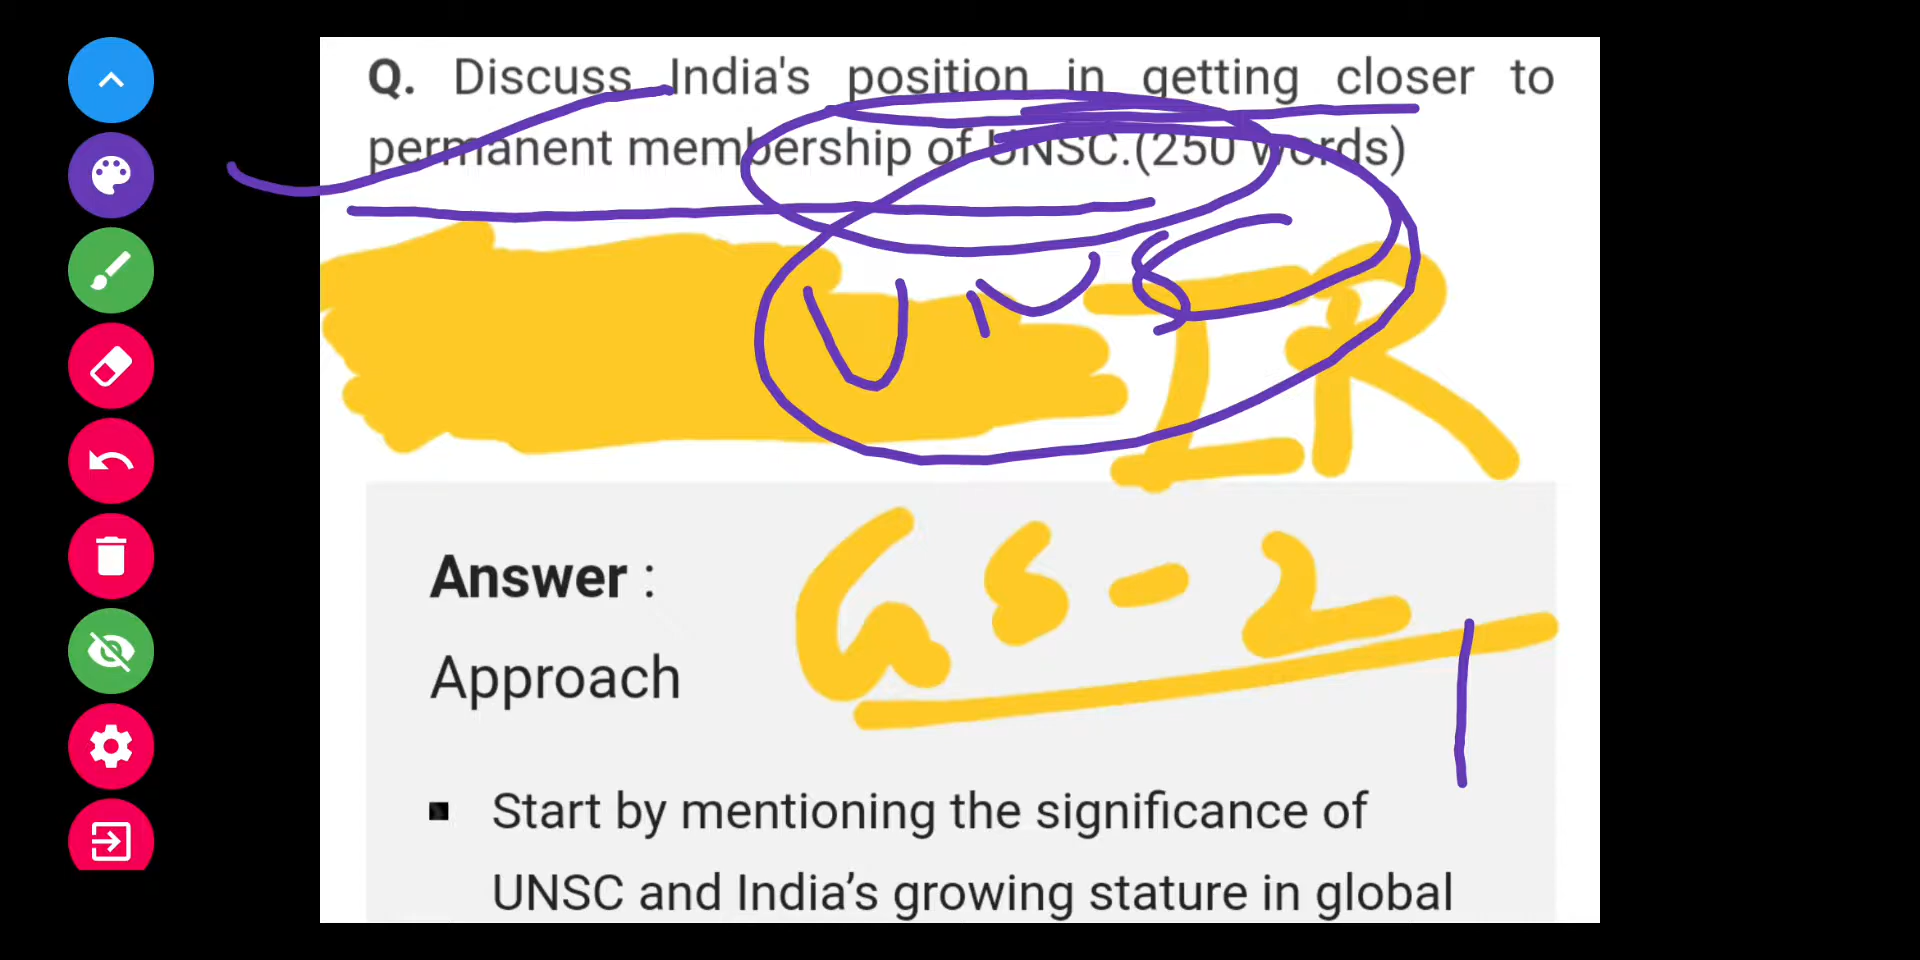 Q. Discuss India's position in getting closer to
permanent membership of UNSC.(250 words)
UNS
IR
Answer :
GS-2
Approach
▪ Start by mentioning the significance of
UNSC and India’s growing stature in global